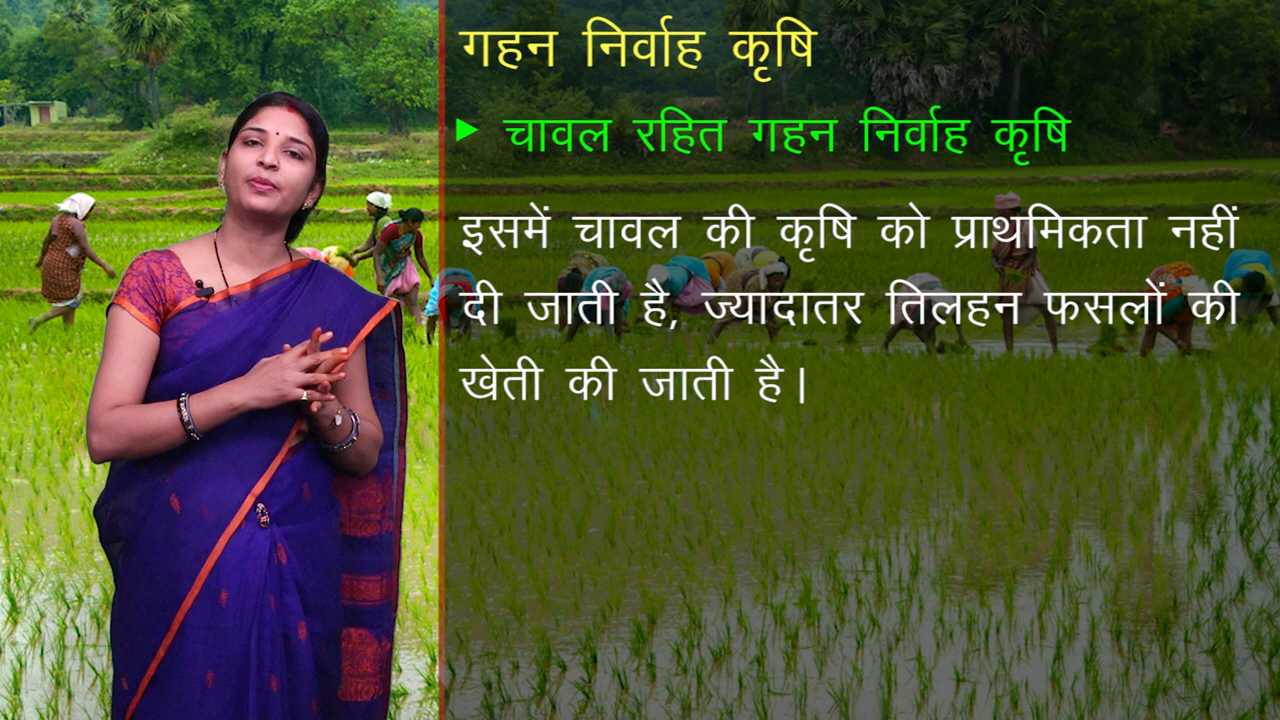 गहन निर्वाह कृषि
▶ चावल रहित गहन निर्वाह कृषि
इसमें चावल की कृषि को प्राथमिकता नहीं
दी जाती है, ज्यादातर तिलहन फसलों की
खेती की जाती है।